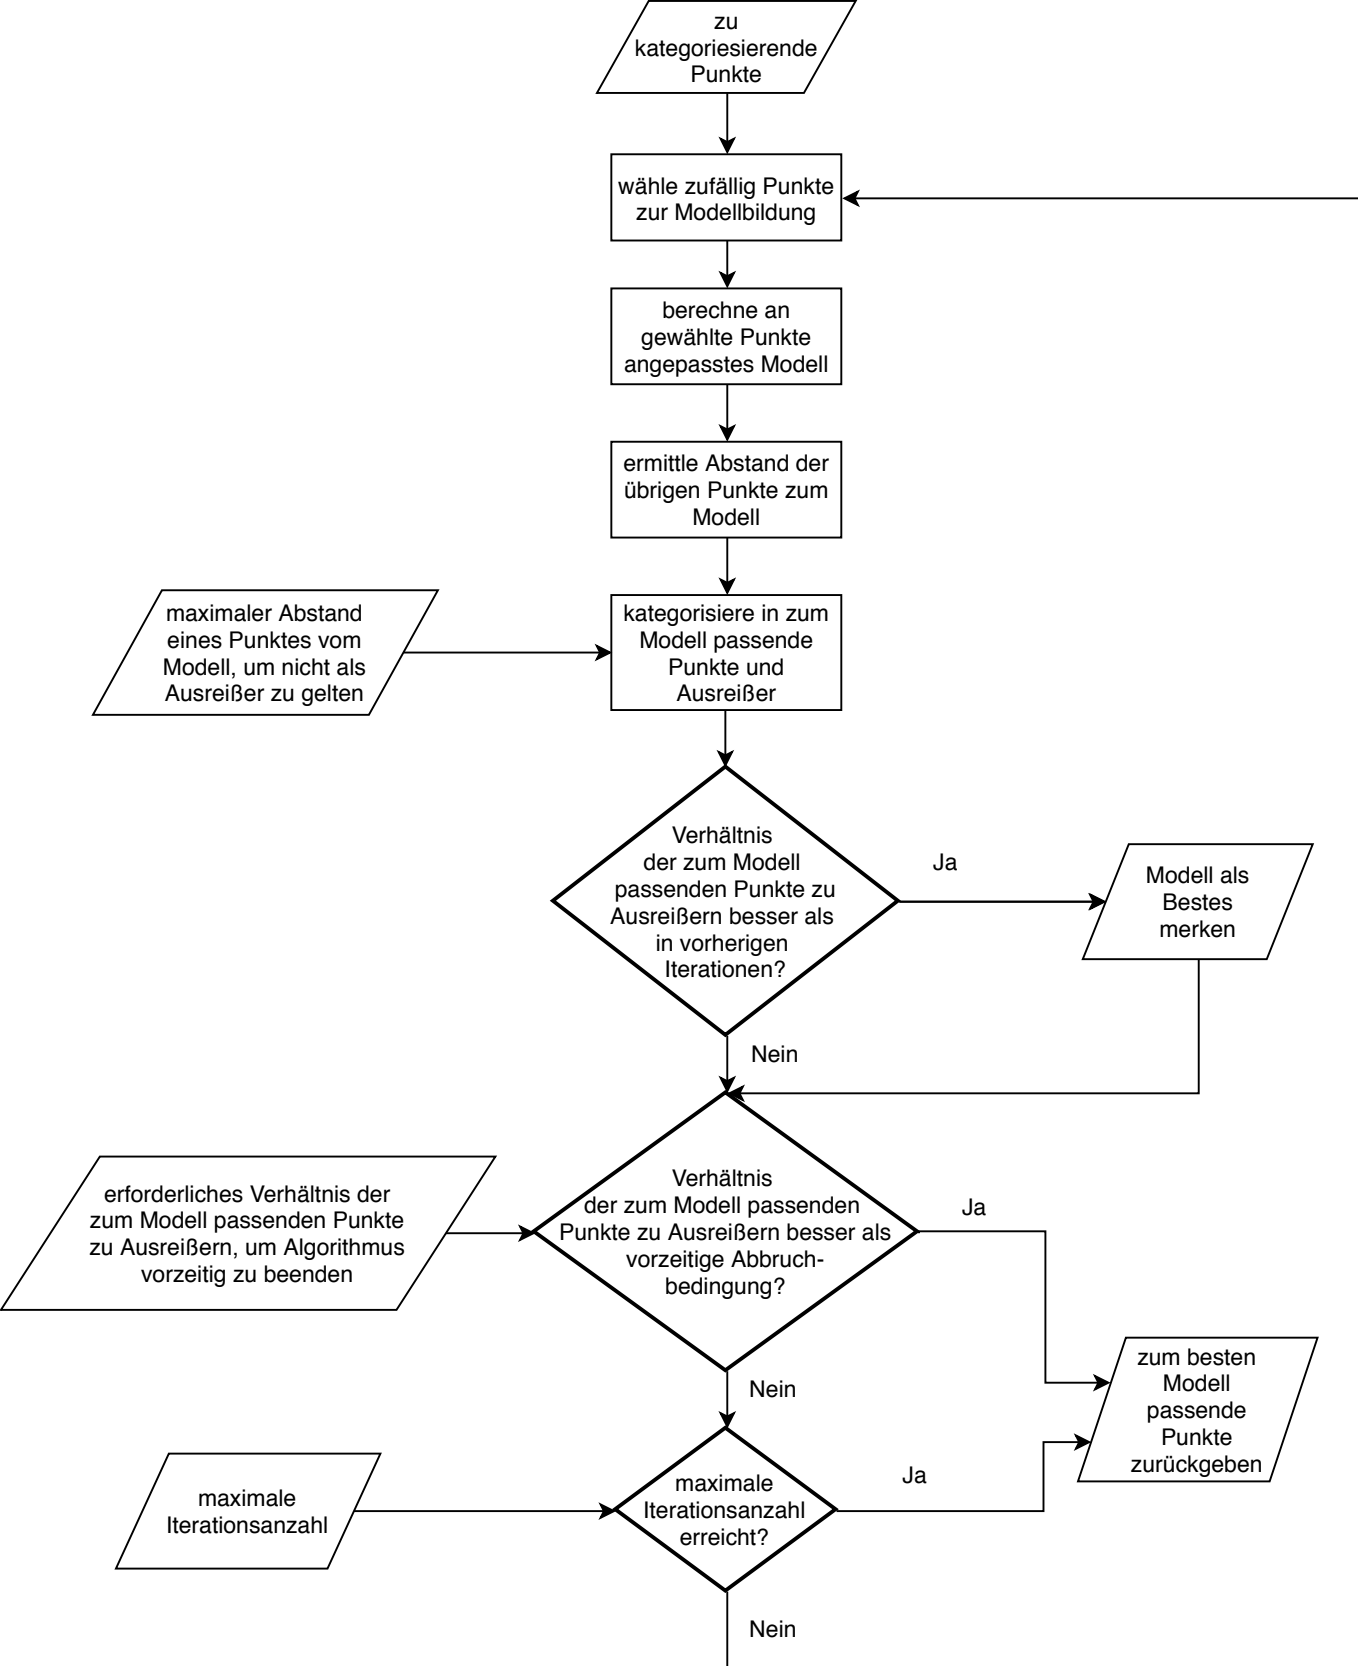 zu
kategoriesierende
Punkte
wähle zufällig Punkte
zur Modellbildung
berechne an
gewählte Punkte
angepasstes Modell
ermittle Abstand der
übrigen Punkte zum
Modell
maximaler Abstand
eines Punktes vom
Modell, um nicht als
Ausreißer zu gelten
kategorisiere in zum
Modell passende
Punkte und
Ausreißer
Verhältnis
der zum Modell
passenden Punkte zu
Ausreißern besser als
in vorherigen
Iterationen?
Ja
Modell als
Bestes
merken
Nein
erforderliches Verhältnis der
zum Modell passenden Punkte
zu Ausreißern, um Algorithmus
vorzeitig zu beenden
Verhältnis
der zum Modell passenden
Punkte zu Ausreißern besser als
vorzeitige Abbruch-
bedingung?
Ja
zum besten
Modell
passende
Punkte
zurückgeben
Nein
maximale
Iterationsanzahl
maximale
Iterationsanzahl
erreicht?
Ja
Nein